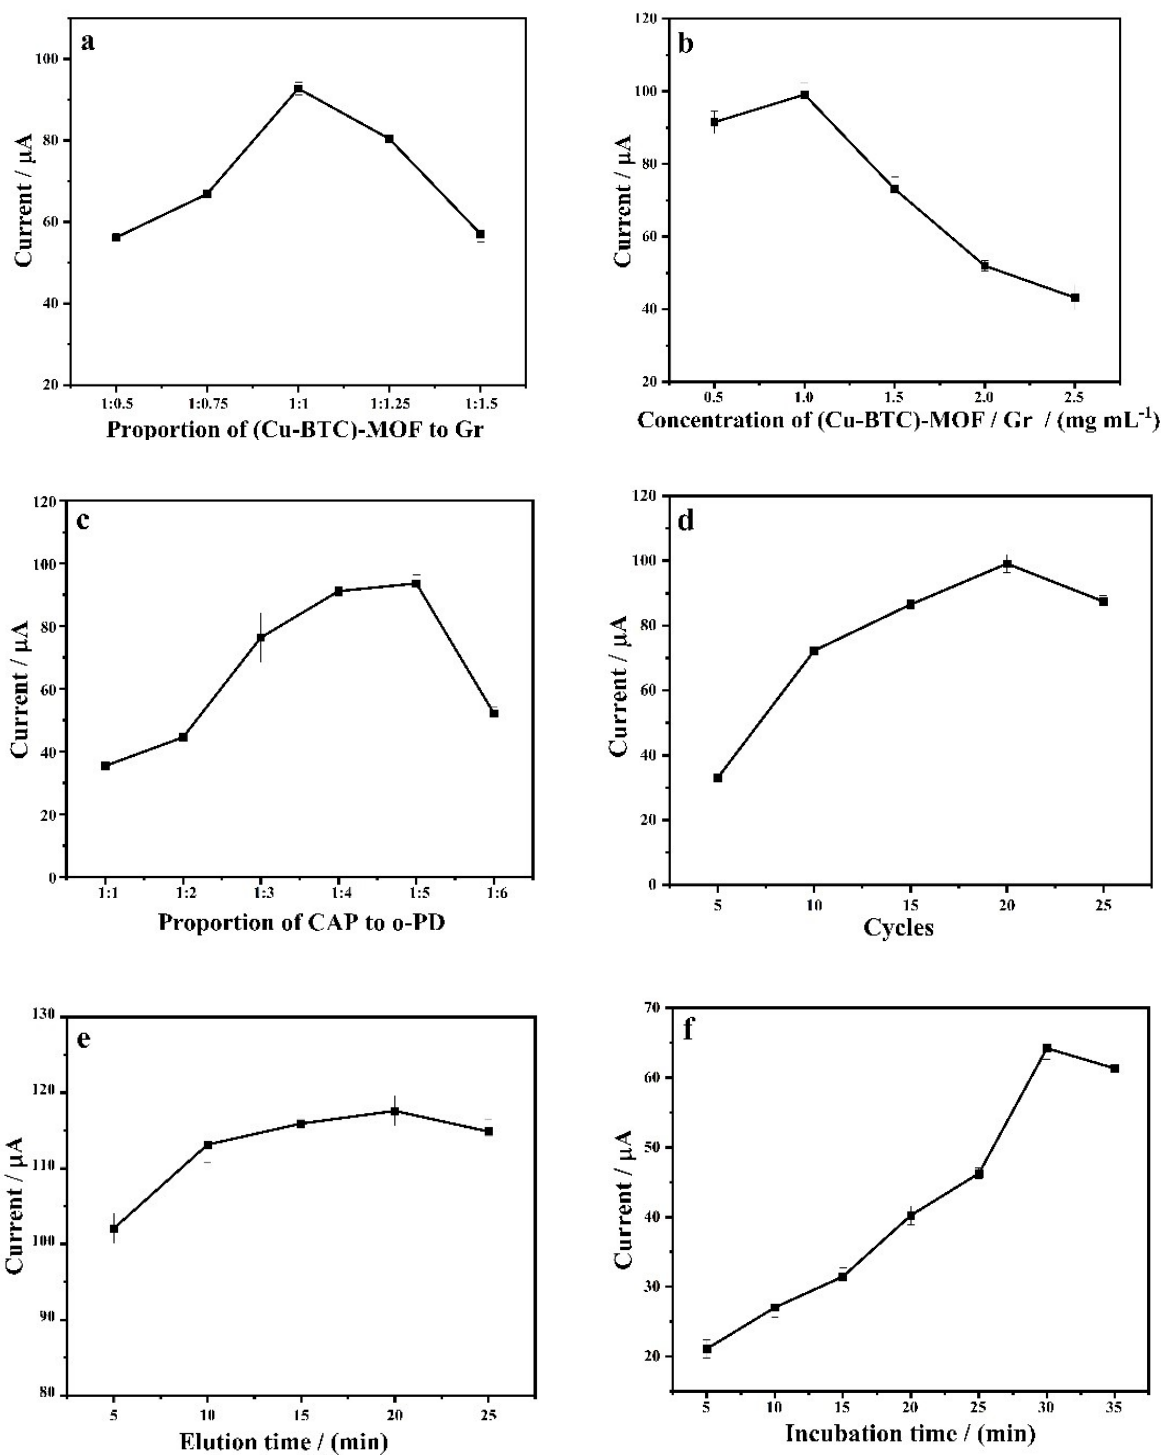 a
100
80
60
40
20
Current / µA
1:0.5 1:0.75 1:1 1:1.25 1:1.5
Proportion of (Cu-BTC)-MOF to Gr
b
120
100
80
60
40
20
Current / µA
0.5 1.0 1.5 2.0 2.5
Concentration of (Cu-BTC)-MOF / Gr / (mg mL⁻¹)
c
120
100
80
60
40
20
0
Current / µA
1:1 1:2 1:3 1:4 1:5 1:6
Proportion of CAP to o-PD
d
120
100
80
60
40
20
0
Current / µA
5 10 15 20 25
Cycles
e
130
120
110
100
90
80
Current / µA
5 10 15 20 25
Elution time / (min)
f
70
60
50
40
30
20
Current / µA
5 10 15 20 25 30 35
Incubation time / (min)